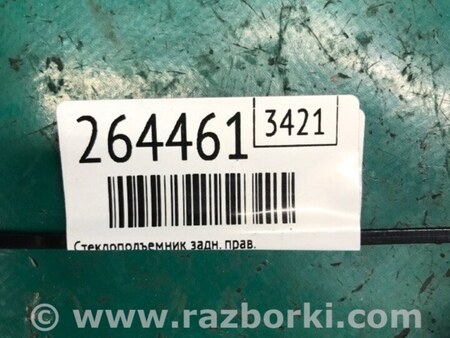 264461
3421
Стеклоподъемник задн. прав.
© www.razborki.com